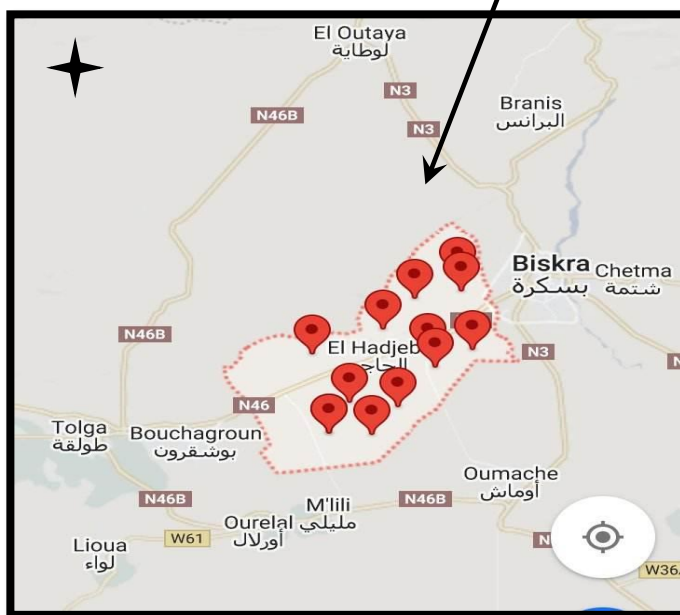 El Outaya
لوطاية
N3
N46B
Branis
البرانس
N3
Biskra
بسكرة
Chetma
شتمة
N46B
El Hadjeb
N3
N46
Tolga
طولقة
Bouchagroun
بوشقرون
Oumache
أوماش
N46B
M'lili
مليلي
N46B
Ourelal
أورلال
W61
Lioua
لواء